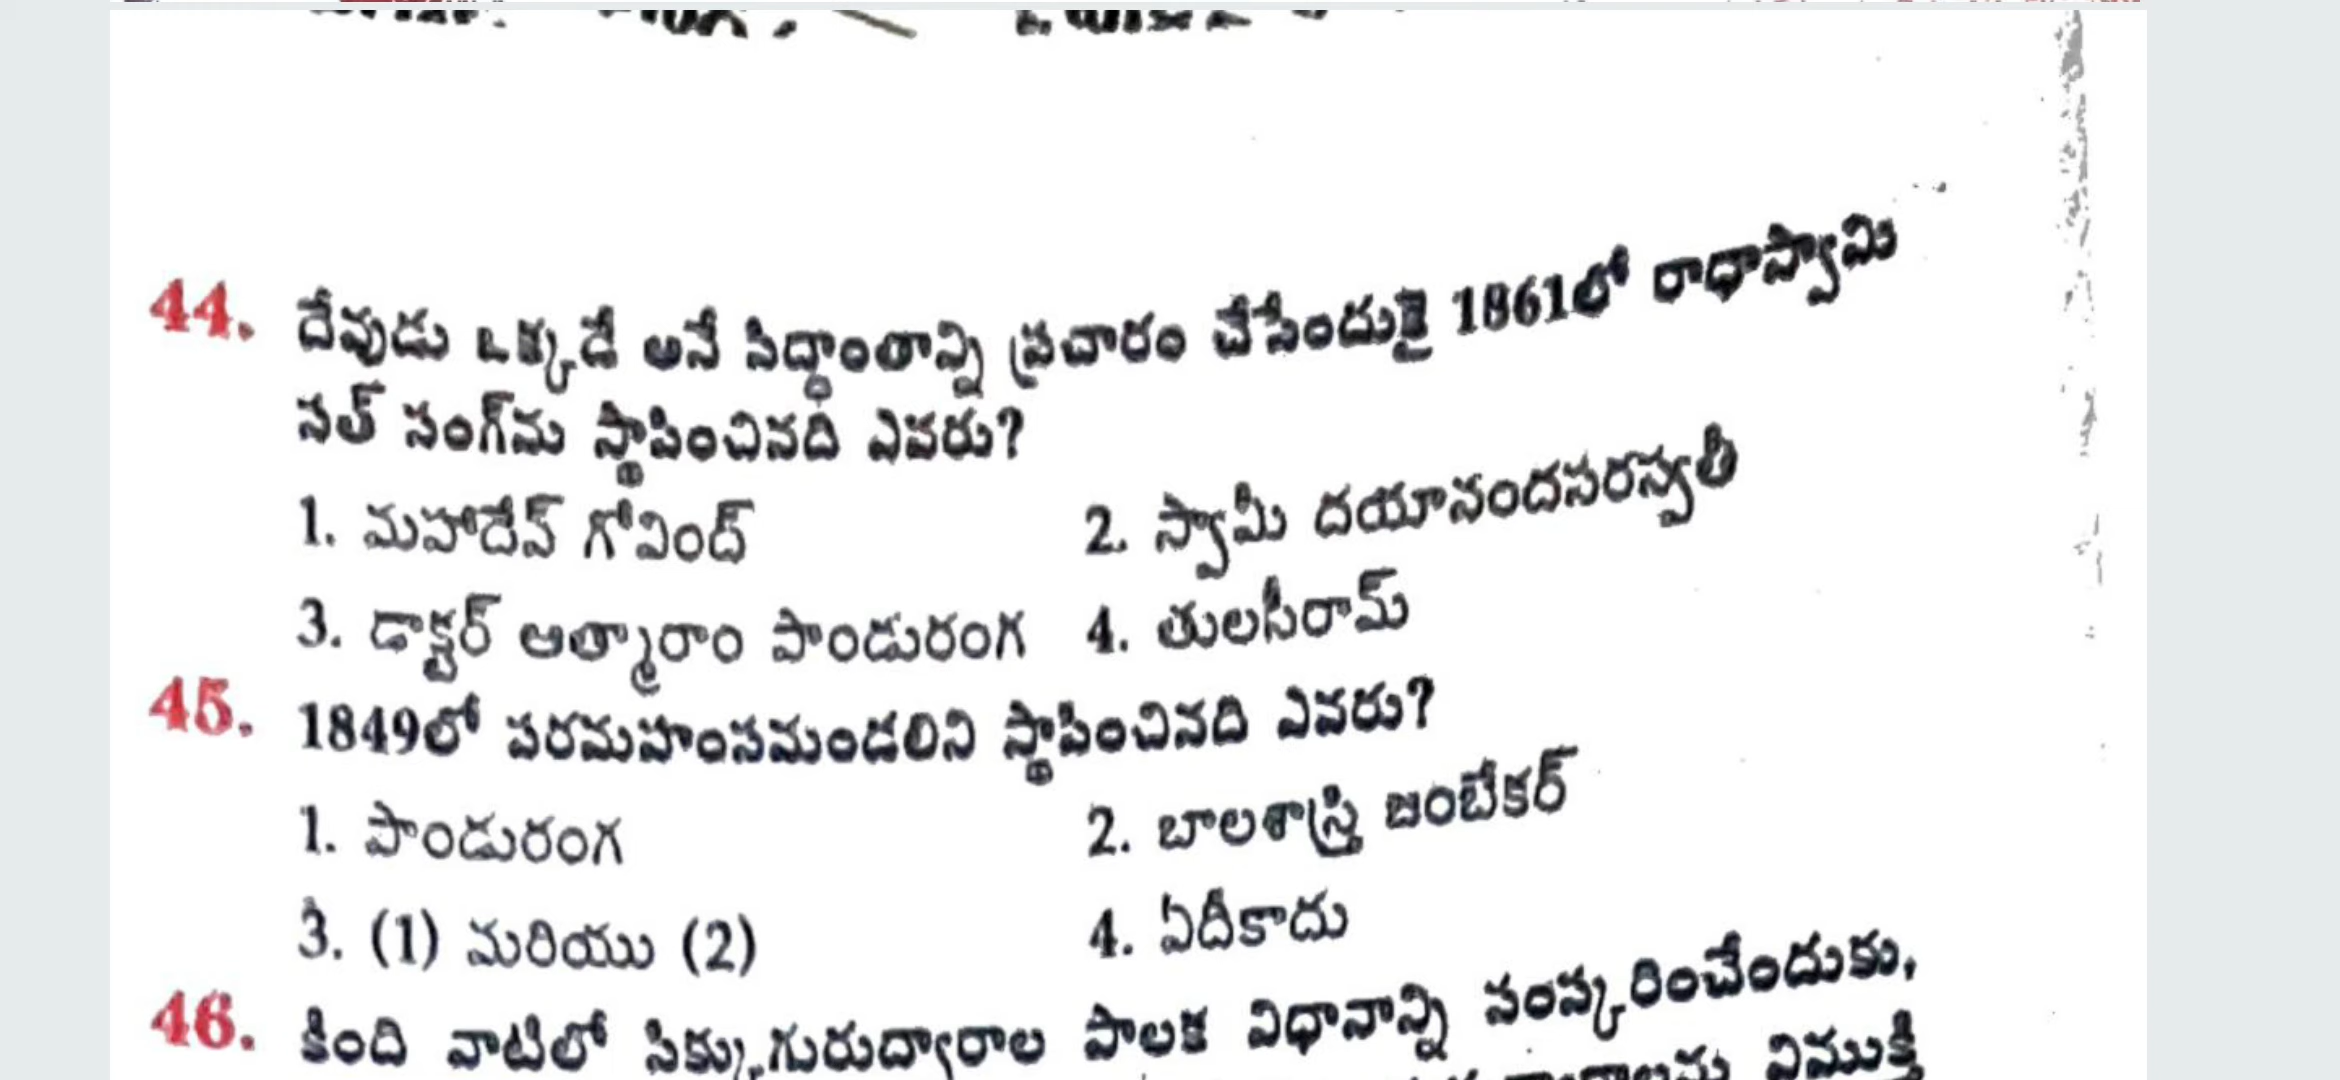 44. దేవుడు ఒక్కడే అనే సిద్ధాంతాన్ని ప్రచారం చేసేందుకై 1861లో రాధాస్వామి
సత్ సంగ్‌ను స్థాపించినది ఎవరు?
1. మహాదేవ్ గోవింద్ 2. స్వామి దయానందసరస్వతి
3. డాక్టర్ ఆత్మారాం పాండురంగ 4. తులసీరామ్
45. 1849లో పరమహంసమండలిని స్థాపించినది ఎవరు?
1. పాండురంగ 2. బాలశాస్త్రి జంబేకర్
3. (1) మరియు (2) 4. ఏదీకాదు
46. కింది వాటిలో సిక్కు గురుద్వారాల పాలక విధానాన్ని సంస్కరించేందుకు,
విముక్తి